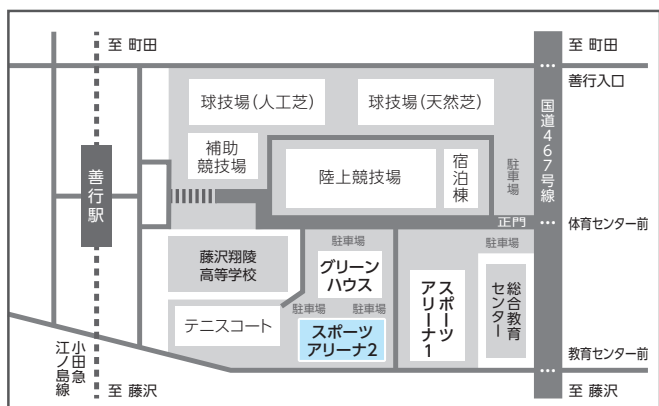 至 町田
至 町田
善行入口
球技場(人工芝)
球技場(天然芝)
国道467号線
補助
競技場
陸上競技場
宿泊棟
駐車場
善行駅
正門
体育センター前
駐車場
駐車場
藤沢翔陵
高等学校
グリーン
ハウス
スポーツ
アリーナ1
総合教育
センター
駐車場
駐車場
テニスコート
スポーツ
アリーナ2
小田急
江ノ島線
教育センター前
至 藤沢
至 藤沢